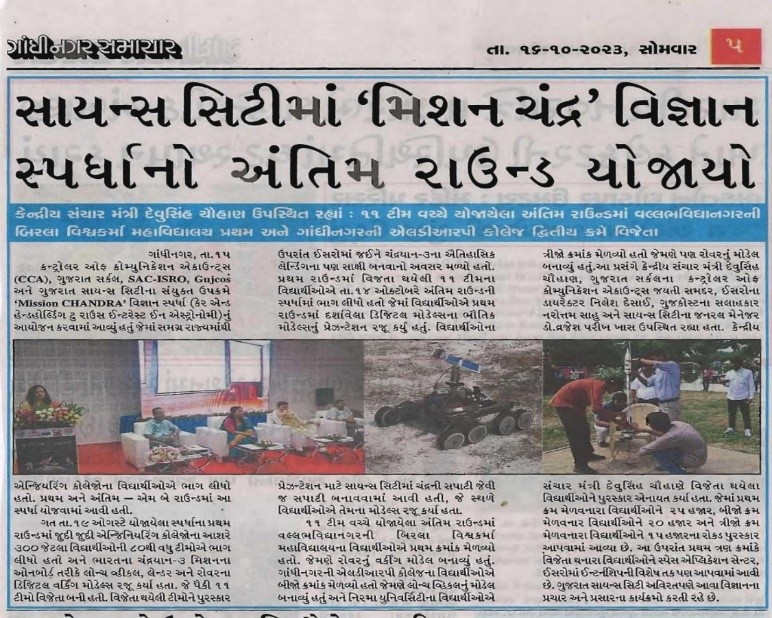 ગાંધીનગર સમાચાર
તા. ૧૬-૧૦-૨૦૨૩, સોમવાર
૫
સાયન્સ સિટીમાં ‘મિશન ચંદ્ર’ વિજ્ઞાન
સ્પર્ધાનો અંતિમ રાઉન્ડ યોજાયો
કેન્દ્રીય સંચાર મંત્રી દેવુસિંહ ચૌહાણ ઉપસ્થિત રહ્યાં : ૧૧ ટીમ વચ્ચે યોજાયેલા અંતિમ રાઉન્ડમાં વલ્લભવિદ્યાનગરની
બિરલા વિશ્વકર્મા મહાવિદ્યાલય પ્રથમ અને ગાંધીનગરની એલડીઆરપી કોલેજ દ્વિતીય ક્રમે વિજેતા
ગાંધીનગર, તા.૧૫
કન્ટ્રોલર ઓફ કોમ્યુનિકેશન એકાઉન્ટ્સ
(CCA), ગુજરાત સર્કલ, SAC-ISRO, Gujcost
અને ગુજરાત સાયન્સ સિટીના સંયુક્ત ઉપક્રમે
'Mission CHANDRA' વિજ્ઞાન સ્પર્ધા (કેર એન્ડ
હેન્ડહોલ્ડિંગ ટુ રાઉસ ઈન્ટરેસ્ટ ઈન એસ્ટ્રોનોમી)નું
આયોજન કરવામાં આવ્યું હતું જેમાં સમગ્ર રાજ્યમાંથી
એન્જિયરિંગ કોલેજોના વિદ્યાર્થીઓએ ભાગ લીધો
હતો. પ્રથમ અને અંતિમ – એમ બે રાઉન્ડમાં આ
સ્પર્ધા યોજવામાં આવી હતી.
ગત તા.૧૯ ઓગસ્ટે યોજાયેલા સ્પર્ધાના પ્રથમ
રાઉન્ડમાં જુદી જુદી એન્જિનિયરિંગ કોલેજોના આશરે
૩૦૦ જેટલા વિદ્યાર્થીઓની ૮૦થી વધુ ટીમોએ ભાગ
લીધો હતો અને ભારતના ચંદ્રયાન-૩ મિશનના
ઓનબોર્ડ તરીકે લોન્ચ વ્હીકલ, લેન્ડર અને રોવરના
ડિજિટલ વર્કિંગ મોડેલ્સ રજૂ કર્યા હતા. જે પૈકી ૧૧
ટીમો વિજેતા બની હતી. વિજેતા થયેલી ટીમોને પુરસ્કાર
ઉપરાંત ઈસરોમાં જઈને ચંદ્રયાન-૩ના ઐતિહાસિક
લેન્ડિંગના પણ સાક્ષી બનવાનો અવસર મળ્યો હતો.
પ્રથમ રાઉન્ડમાં વિજેતા થયેલી ૧૧ ટીમના
વિદ્યાર્થીઓએ તા.૧૪ ઓક્ટોબરે અંતિમ રાઉન્ડની
સ્પર્ધામાં ભાગ લીધો હતો જેમાં વિદ્યાર્થીઓએ પ્રથમ
રાઉન્ડમાં દર્શાવેલા ડિજિટલ મોડેલ્સના ભૌતિક
મોડેલ્સનું પ્રેઝન્ટેશન રજૂ કર્યું હતું. વિદ્યાર્થીઓના
પ્રેઝન્ટેશન માટે સાયન્સ સિટીમાં ચંદ્રની સપાટી જેવી
જ સપાટી બનાવવામાં આવી હતી, જે સ્થળે
વિદ્યાર્થીઓએ તેમના મોડેલ્સ રજૂ કર્યા હતા.
૧૧ ટીમ વચ્ચે યોજાયેલા અંતિમ રાઉન્ડમાં
વલ્લભવિદ્યાનગરની બિરલા વિશ્વકર્મા
મહાવિદ્યાલયના વિદ્યાર્થીઓએ પ્રથમ ક્રમાંક મેળવ્યો
હતો. જેમણે રોવરનું વર્કીંગ મોડલ બનાવ્યું હતું.
ગાંધીનગરની એલડીઆરપી કોલેજના વિદ્યાર્થીઓએ
બીજો ક્રમાંક મેળવ્યો હતો જેમણે લોન્ચ વ્હિકલનું મોડેલ
બનાવ્યું હતું અને નિરમા યુનિવર્સિટીના વિદ્યાર્થીઓએ
ત્રીજો ક્રમાંક મેળવ્યો હતો જેમણે પણ રોવરનું મોડેલ
બનાવ્યું હતું.આ પ્રસંગે કેન્દ્રીય સંચાર મંત્રી દેવુસિંહ
ચૌહાણ, ગુજરાત સર્કલના કન્ટ્રોલર ઓફ
કોમ્યુનિકેશન એકાઉન્ટ્સ જયતી સમદર, ઈસરોના
ડાયરેક્ટર નિલેશ દેસાઈ, ગુજકોસ્ટના સલાહકાર
નરોત્તમ સાહુ અને સાયન્સ સિટીના જનરલ મેનેજર
ડો.વ્રજેશ પરીખ ખાસ ઉપસ્થિત રહ્યા હતા. કેન્દ્રીય
સંચાર મંત્રી દેવુસિંહ ચૌહાણે વિજેતા થયેલા
વિદ્યાર્થીઓને પુરસ્કાર એનાયત કર્યા હતા. જેમાં પ્રથમ
ક્રમ મેળવનારા વિદ્યાર્થીઓને ૨૫ હજાર, બીજો ક્રમ
મેળવનાર વિદ્યાર્થીઓને ૨૦ હજાર અને ત્રીજો ક્રમ
મેળવનારા વિદ્યાર્થીઓને ૧૫ હજારના રોકડ પુરસ્કાર
આપવામાં આવ્યા છે. આ ઉપરાંત પ્રથમ ત્રણ ક્રમાંકે
વિજેતા થનારા વિદ્યાર્થીઓને સ્પેસ એપ્લિકેશન સેન્ટર,
ઈસરોમાં ઈન્ટર્નશિપની વિશેષ તક પણ આપવામાં આવી
છે. ગુજરાત સાયન્સ સિટી અવિરતપણે આવા વિજ્ઞાનના
પ્રચાર અને પ્રસારના કાર્યક્રમો કરતી રહે છે.